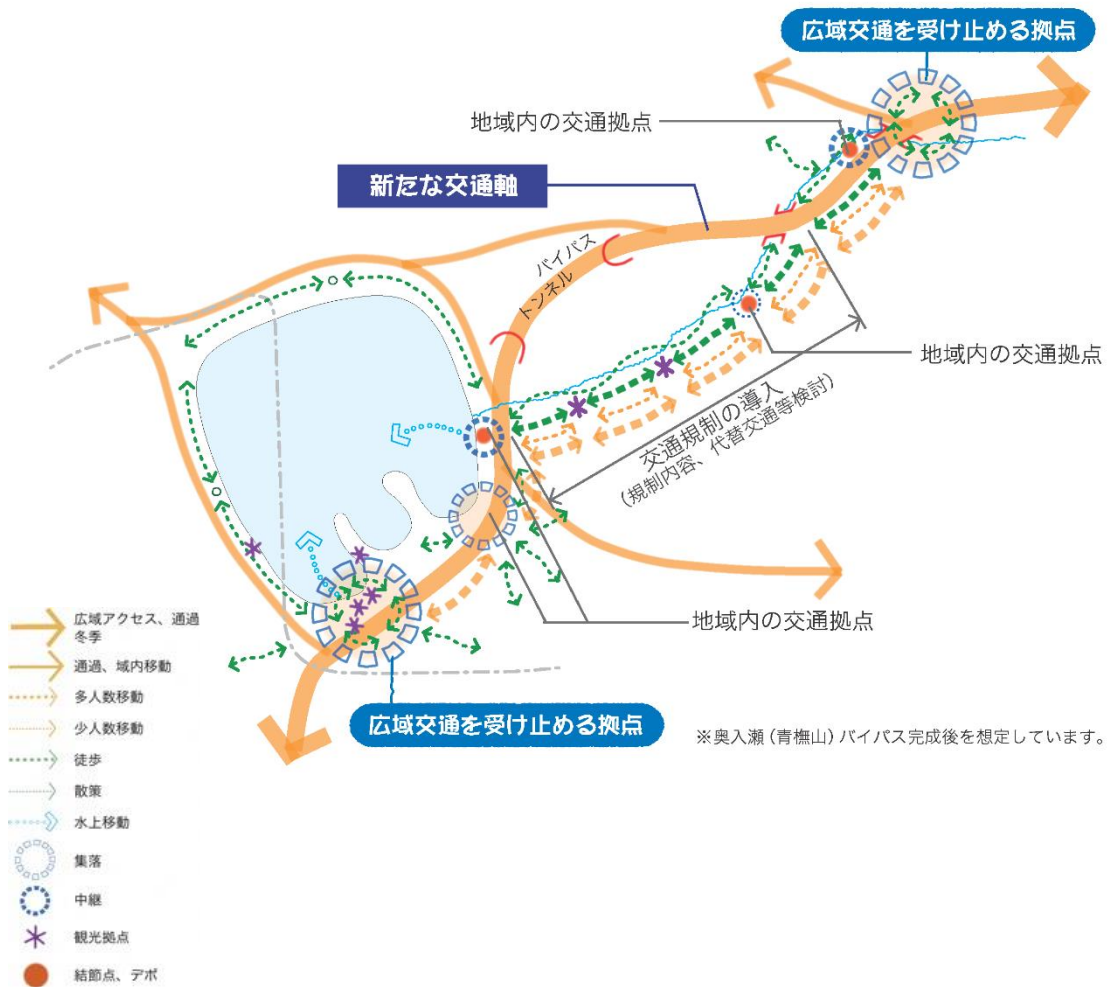 広域交通を受け止める拠点
地域内の交通拠点
新たな交通軸
バイパス
トンネル
地域内の交通拠点
交通規制の導入
(規制内容、代替交通等検討)
地域内の交通拠点
広域交通を受け止める拠点
※奥入瀬(青橅山)バイパス完成後を想定しています。
広域アクセス、通過
冬季
通過、域内移動
多人数移動
少人数移動
徒歩
散策
水上移動
集落
中継
観光拠点
結節点、デポ